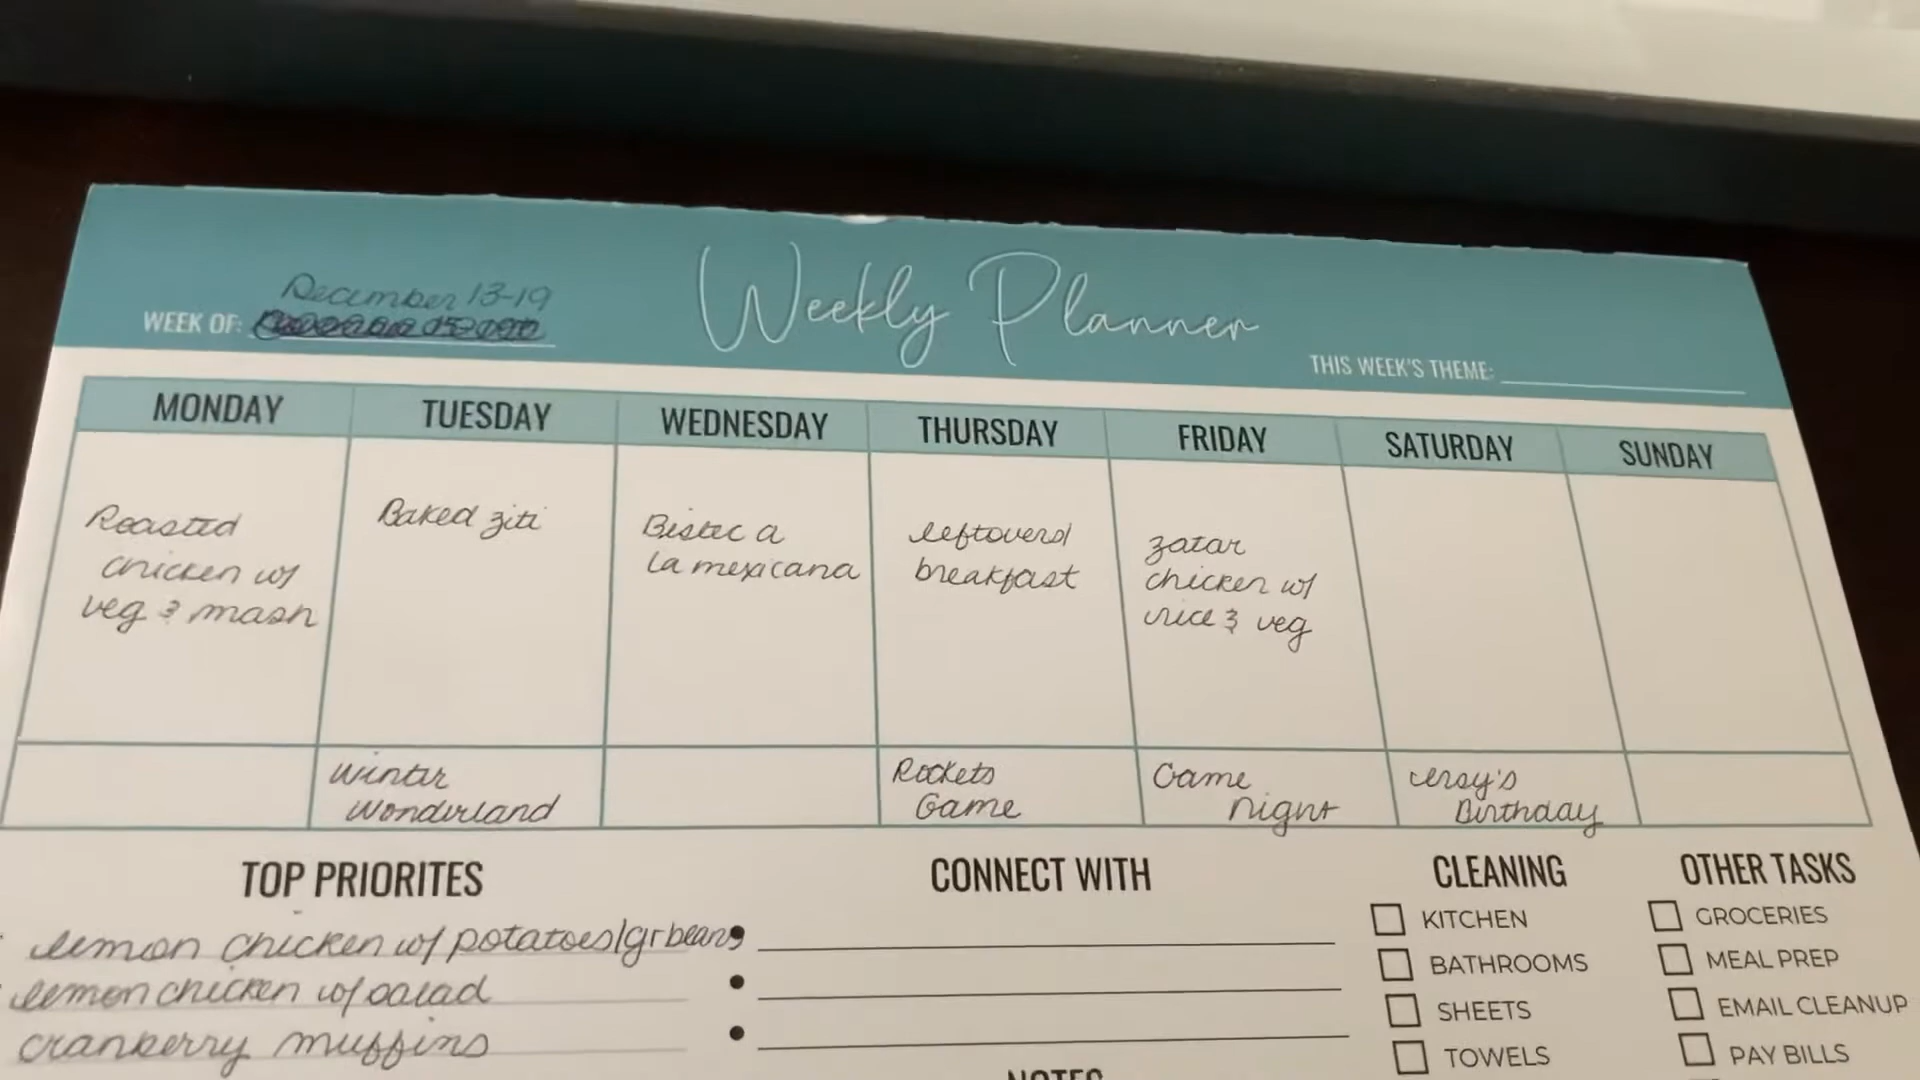 December 13-19
WEEK OF:
Weekly Planner
THIS WEEK'S THEME:
MONDAY
TUESDAY
WEDNESDAY
THURSDAY
FRIDAY
SATURDAY
SUNDAY
Roasted
chicken w/
veg & mash
Baked ziti
Bistec a
la mexicana
leftovers/
breakfast
zatar
chicken w/
rice & veg
Winter
Wonderland
Rockets
Game
Game
night
Birthday
TOP PRIORITES
lemon chicken w/ potatoes/gr beans
lemon chicken w/ salad
cranberry muffins
CONNECT WITH
NOTES
CLEANING
KITCHEN
BATHROOMS
SHEETS
TOWELS
OTHER TASKS
GROCERIES
MEAL PREP
EMAIL CLEANUP
PAY BILLS